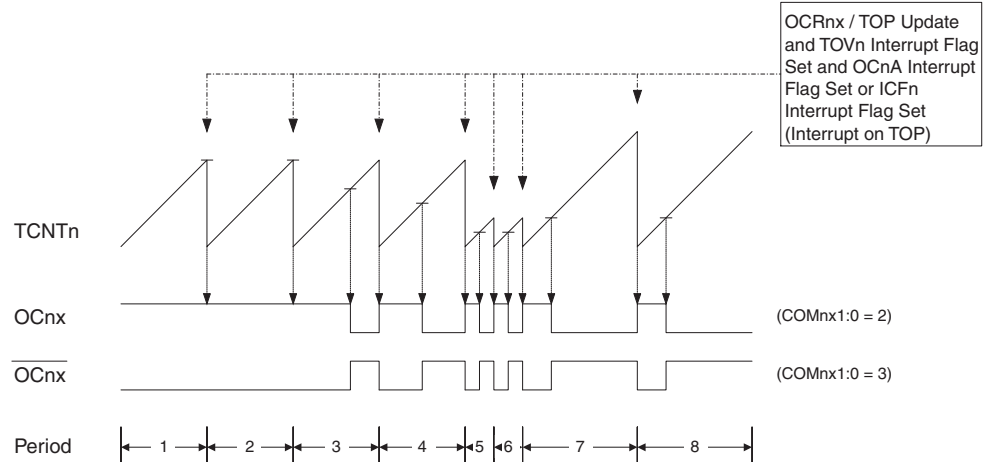 OCRnx / TOP Update
and TOVn Interrupt Flag
Set and OCnA Interrupt
Flag Set or ICFn
Interrupt Flag Set
(Interrupt on TOP)
TCNTn
OCnx
(COMnx1:0 = 2)
OCnx
(COMnx1:0 = 3)
Period
1 2 3 4 5 6 7 8